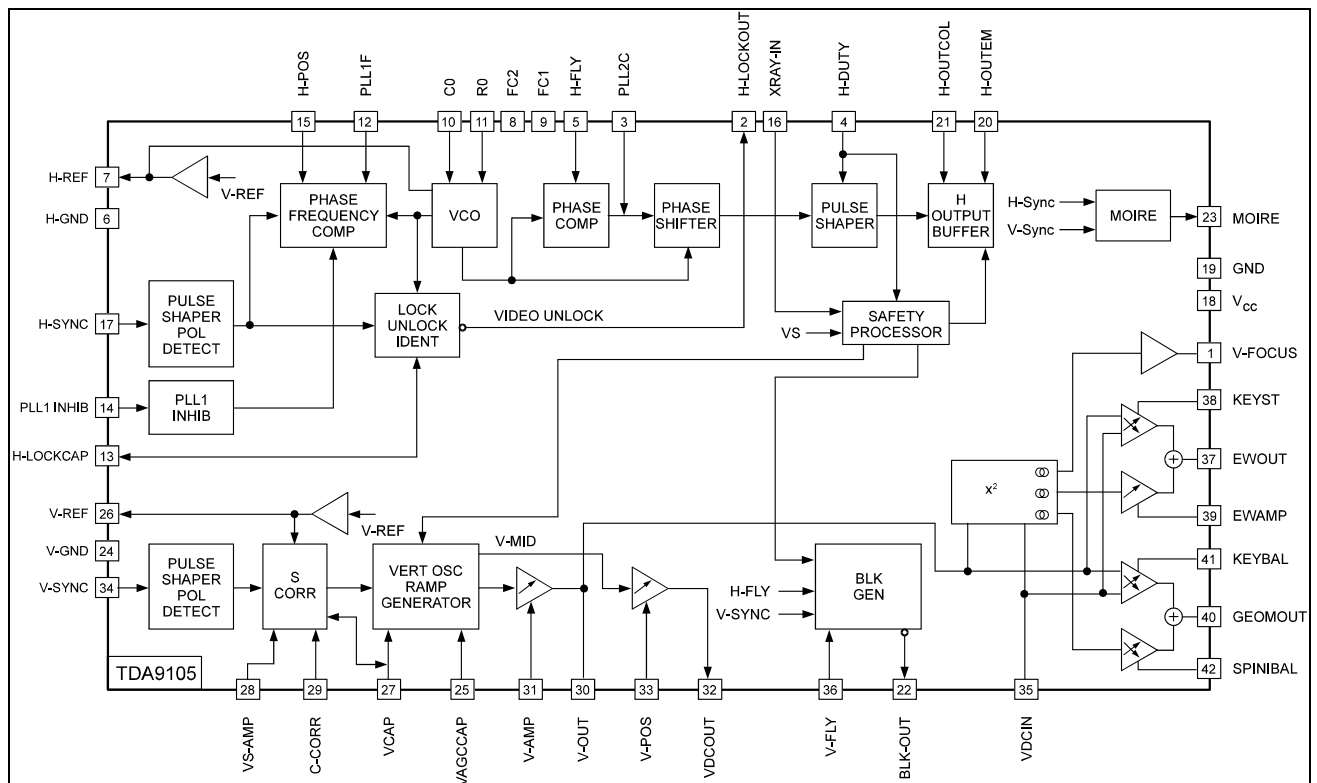 H-POS
PLL1F
C0
R0
FC2
FC1
H-FLY
PLL2C
H-LOCKOUT
XRAY-IN
H-DUTY
H-OUTCOL
H-OUTEM
15
12
10
11
8
9
5
3
2
16
4
21
20
H-REF
7
V-REF
H-GND
6
PHASE
FREQUENCY
COMP
VCO
PHASE
COMP
PHASE
SHIFTER
PULSE
SHAPER
H
OUTPUT
BUFFER
H-Sync
V-Sync
MOIRE
23
MOIRE
19
GND
18
Vcc
H-SYNC
17
PULSE
SHAPER
POL
DETECT
LOCK
UNLOCK
IDENT
VIDEO UNLOCK
VS
SAFETY
PROCESSOR
1
V-FOCUS
PLL1 INHIB
14
PLL1
INHIB
38
KEYST
H-LOCKCAP
13
x²
37
EWOUT
V-REF
26
V-REF
39
EWAMP
V-GND
24
V-SYNC
34
PULSE
SHAPER
POL
DETECT
S
CORR
VERT OSC
RAMP
GENERATOR
V-MID
H-FLY
V-SYNC
BLK
GEN
41
KEYBAL
40
GEOMOUT
42
SPINIBAL
TDA9105
28
29
27
25
31
30
33
32
36
22
35
VS-AMP
C-CORR
VCAP
VAGCCAP
V-AMP
V-OUT
V-POS
VDCOUT
V-FLY
BLK-OUT
VDCIN